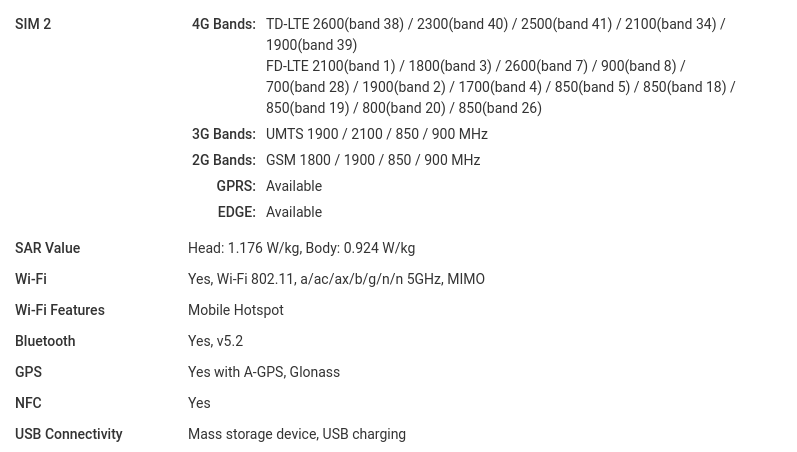 SIM 2 4G Bands: TD-LTE 2600(band 38) / 2300(band 40) / 2500(band 41) / 2100(band 34) /
1900(band 39)
FD-LTE 2100(band 1) / 1800(band 3) / 2600(band 7) / 900(band 8) /
700(band 28) / 1900(band 2) / 1700(band 4) / 850(band 5) / 850(band 18) /
850(band 19) / 800(band 20) / 850(band 26)
3G Bands: UMTS 1900 / 2100 / 850 / 900 MHz
2G Bands: GSM 1800 / 1900 / 850 / 900 MHz
GPRS: Available
EDGE: Available
SAR Value Head: 1.176 W/kg, Body: 0.924 W/kg
Wi-Fi Yes, Wi-Fi 802.11, a/ac/ax/b/g/n/n 5GHz, MIMO
Wi-Fi Features Mobile Hotspot
Bluetooth Yes, v5.2
GPS Yes with A-GPS, Glonass
NFC Yes
USB Connectivity Mass storage device, USB charging